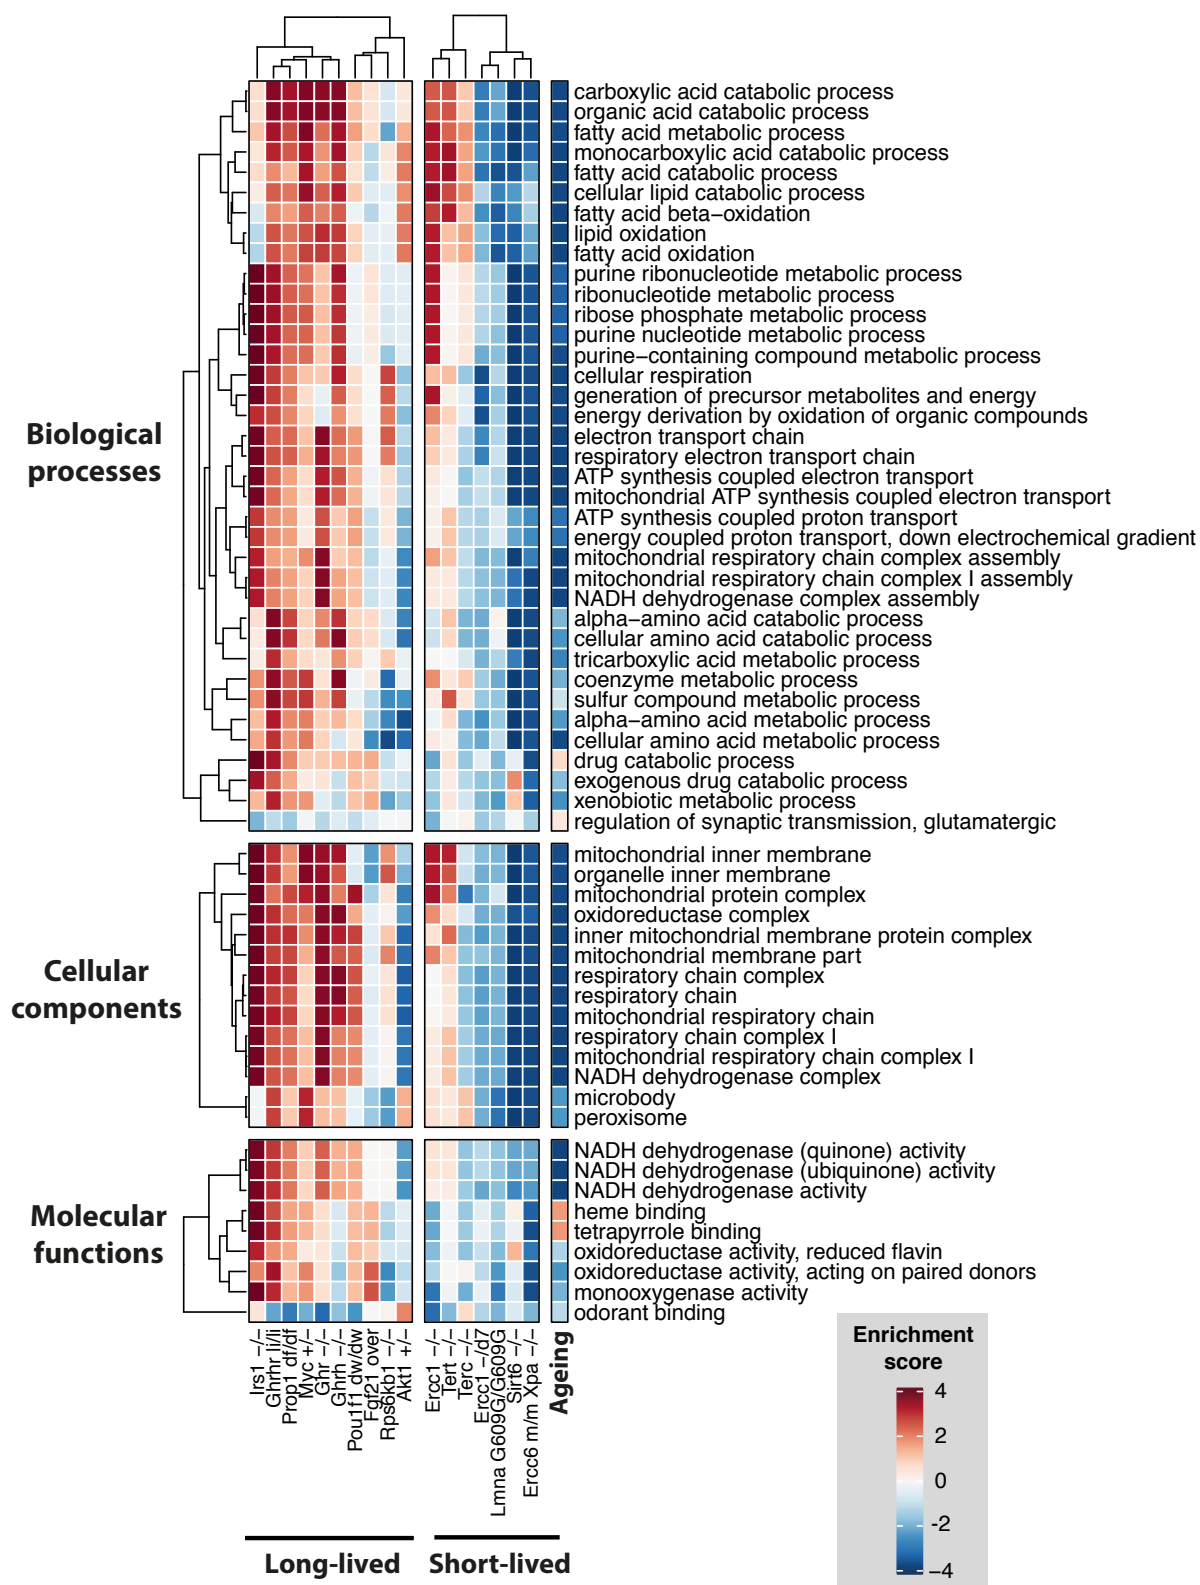 Biological
processes
carboxylic acid catabolic process
organic acid catabolic process
fatty acid metabolic process
monocarboxylic acid catabolic process
fatty acid catabolic process
cellular lipid catabolic process
fatty acid beta−oxidation
lipid oxidation
fatty acid oxidation
purine ribonucleotide metabolic process
ribonucleotide metabolic process
ribose phosphate metabolic process
purine nucleotide metabolic process
purine−containing compound metabolic process
cellular respiration
generation of precursor metabolites and energy
energy derivation by oxidation of organic compounds
electron transport chain
respiratory electron transport chain
ATP synthesis coupled electron transport
mitochondrial ATP synthesis coupled electron transport
ATP synthesis coupled proton transport
energy coupled proton transport, down electrochemical gradient
mitochondrial respiratory chain complex assembly
mitochondrial respiratory chain complex I assembly
NADH dehydrogenase complex assembly
alpha−amino acid catabolic process
cellular amino acid catabolic process
tricarboxylic acid metabolic process
coenzyme metabolic process
sulfur compound metabolic process
alpha−amino acid metabolic process
cellular amino acid metabolic process
drug catabolic process
exogenous drug catabolic process
xenobiotic metabolic process
regulation of synaptic transmission, glutamatergic
Cellular
components
mitochondrial inner membrane
organelle inner membrane
mitochondrial protein complex
oxidoreductase complex
inner mitochondrial membrane protein complex
mitochondrial membrane part
respiratory chain complex
respiratory chain
mitochondrial respiratory chain
respiratory chain complex I
mitochondrial respiratory chain complex I
NADH dehydrogenase complex
microbody
peroxisome
Molecular
functions
NADH dehydrogenase (quinone) activity
NADH dehydrogenase (ubiquinone) activity
NADH dehydrogenase activity
heme binding
tetrapyrrole binding
oxidoreductase activity, reduced flavin
oxidoreductase activity, acting on paired donors
monooxygenase activity
odorant binding
Irs1 −/−
Ghrhr li/li
Prop1 df/df
Myc +/−
Ghr −/−
Ghrh −/−
Pou1f1 dw/dw
Fgf21 over
Rps6kb1 −/−
Akt1 +/−
Ercc1 −/−
Tert −/−
Terc −/−
Ercc1 −/d7
Lmna G609G/G609G
Sirt6 −/−
Ercc6 m/m Xpa −/−
Ageing
Long-lived
Short-lived
Enrichment
score
4
2
0
-2
−4